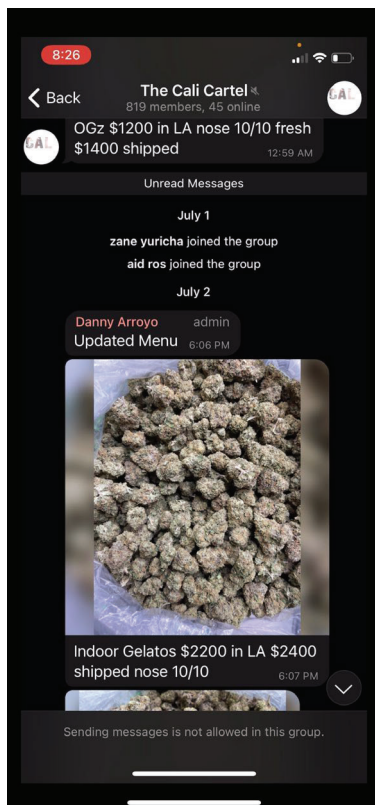 8:26
Back
The Cali Cartel
819 members, 45 online
GAL
OGz $1200 in LA nose 10/10 fresh
$1400 shipped
12:59 AM
GAL
Unread Messages
July 1
zane yuricha joined the group
aid ros joined the group
July 2
Danny Arroyo admin
Updated Menu 6:06 PM
Indoor Gelatos $2200 in LA $2400
shipped nose 10/10 6:07 PM
Sending messages is not allowed in this group.